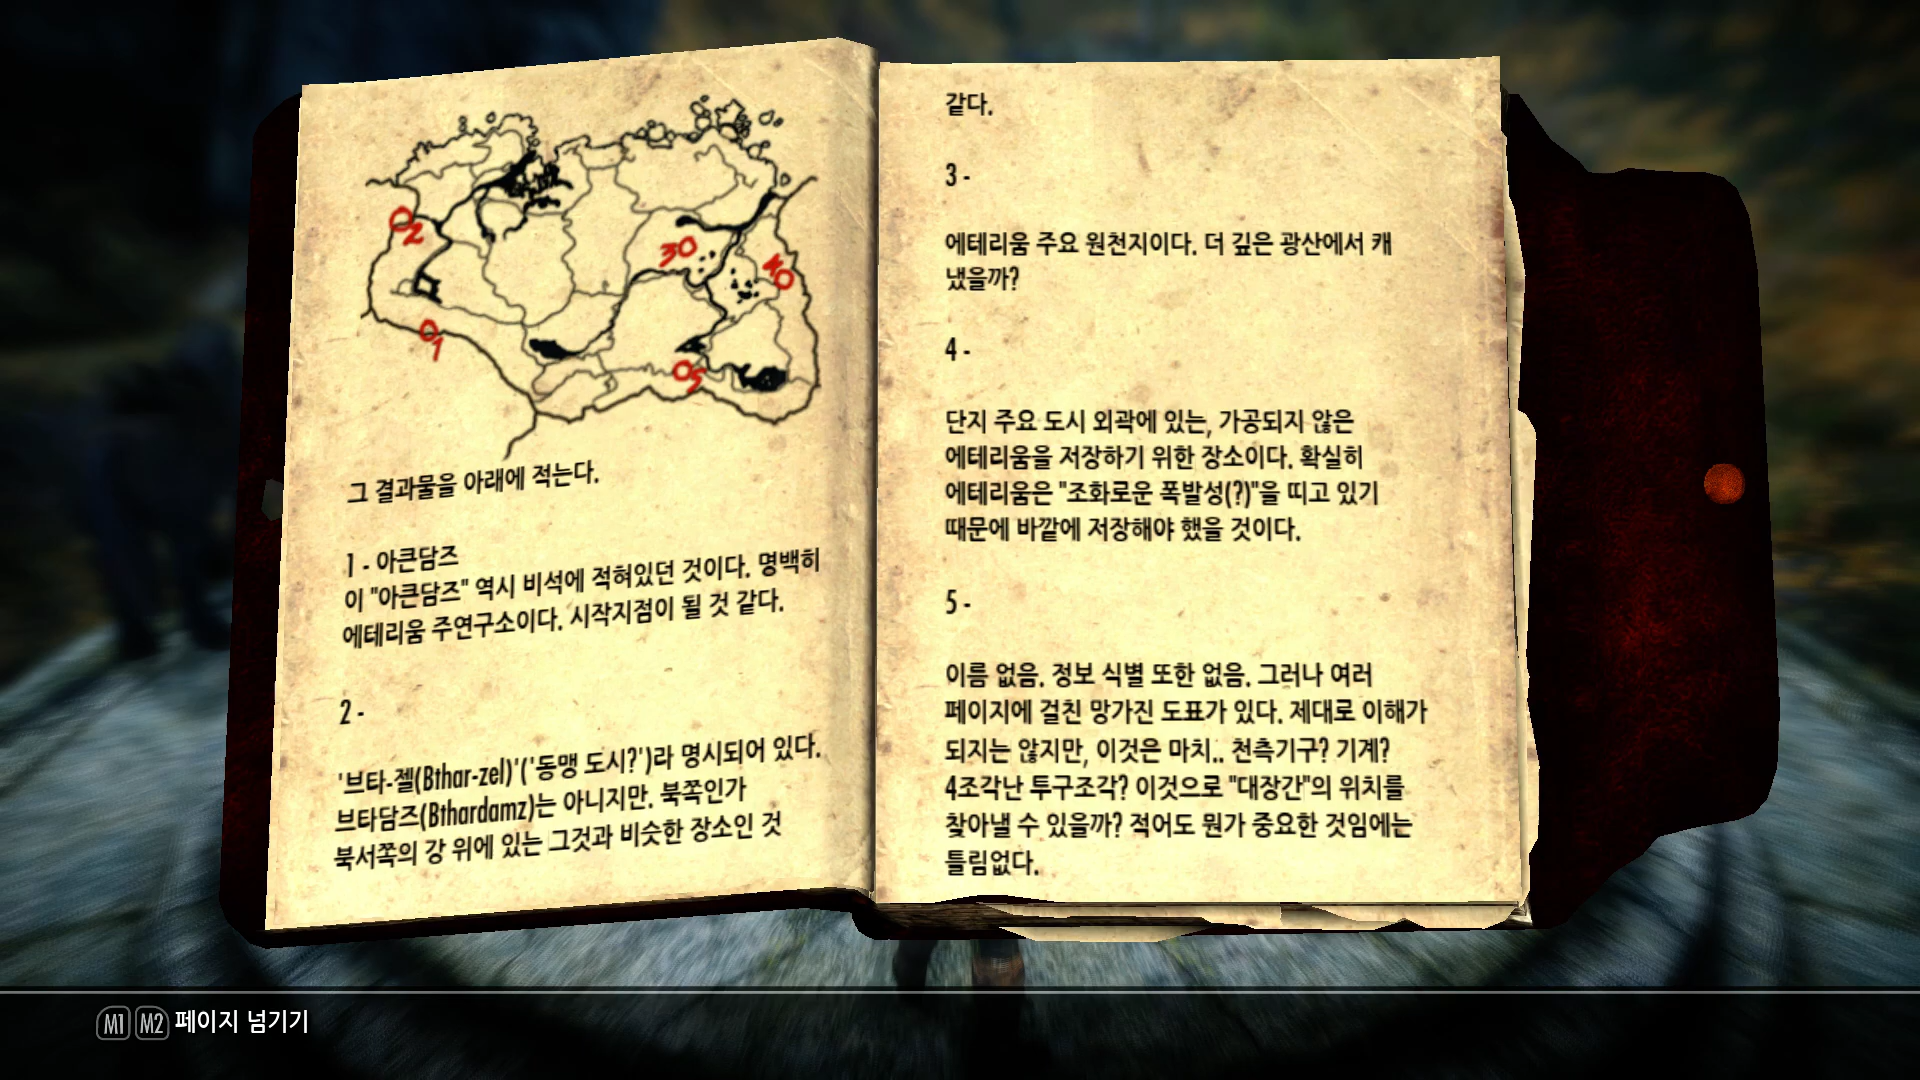 2
3
4
1
5
그 결과물을 아래에 적는다.
1 - 아큰담즈
이 "아큰담즈" 역시 비석에 적혀있던 것이다. 명백히
에테리움 주연구소이다. 시작지점이 될 것 같다.
2 -
'브타-젤(Bthar-zel)'('동맹 도시?')라 명시되어 있다.
브타담즈(Bthardamz)는 아니지만. 북쪽인가
북서쪽의 강 위에 있는 그것과 비슷한 장소인 것
같다.
3 -
에테리움 주요 원천지이다. 더 깊은 광산에서 캐
냈을까?
4 -
단지 주요 도시 외곽에 있는, 가공되지 않은
에테리움을 저장하기 위한 장소이다. 확실히
에테리움은 "조화로운 폭발성(?)"을 띠고 있기
때문에 바깥에 저장해야 했을 것이다.
5 -
이름 없음. 정보 식별 또한 없음. 그러나 여러
페이지에 걸친 망가진 도표가 있다. 제대로 이해가
되지는 않지만, 이것은 마치.. 천측기구? 기계?
4조각난 투구조각? 이것으로 "대장간"의 위치를
찾아낼 수 있을까? 적어도 뭔가 중요한 것임에는
틀림없다.
M1 M2 페이지 넘기기